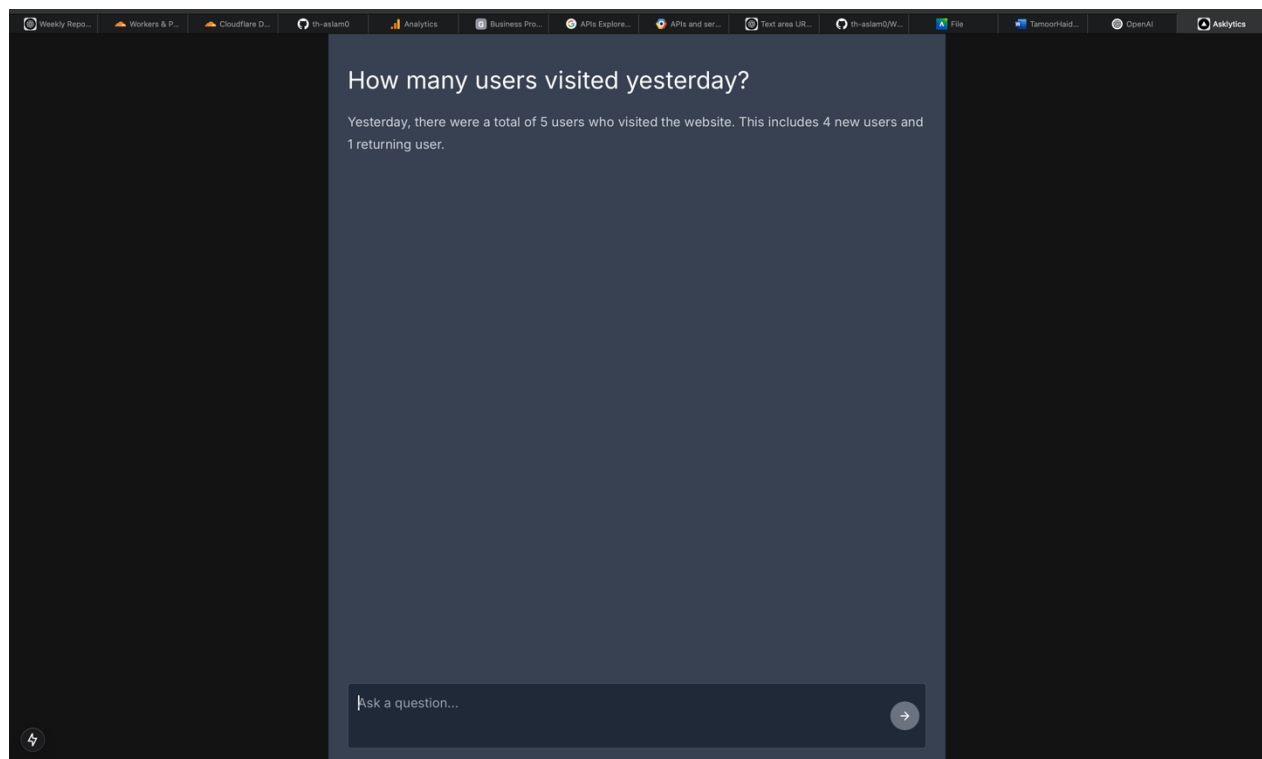 Weekly Repo...
Workers & P...
Cloudflare D...
th-aslam0
Analytics
Business Pro...
APIs Explore...
APIs and ser...
Text area UR...
th-aslam0/W...
File
TamoorHaid...
OpenAI
Asklytics
How many users visited yesterday?
Yesterday, there were a total of 5 users who visited the website. This includes 4 new users and
1 returning user.
Ask a question...